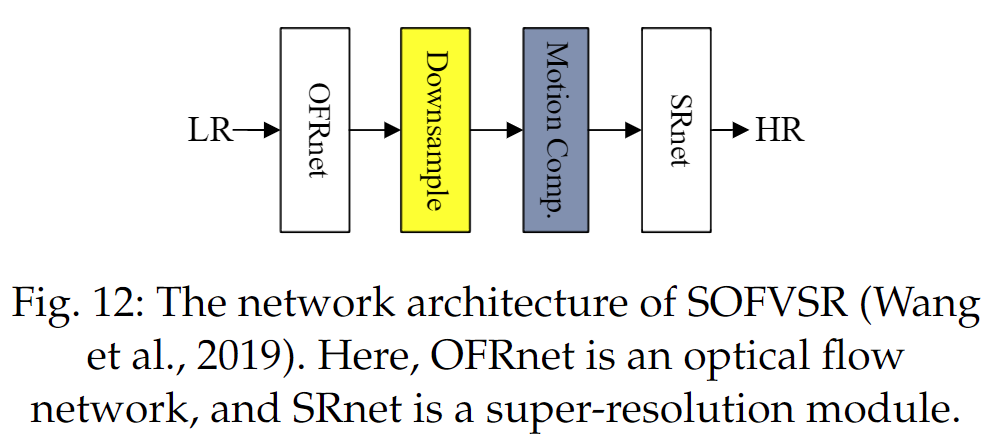 LR
OFRnet
Downsample
Motion Comp.
SRnet
HR
Fig. 12: The network architecture of SOFVSR (Wang
et al., 2019). Here, OFRnet is an optical flow
network, and SRnet is a super-resolution module.